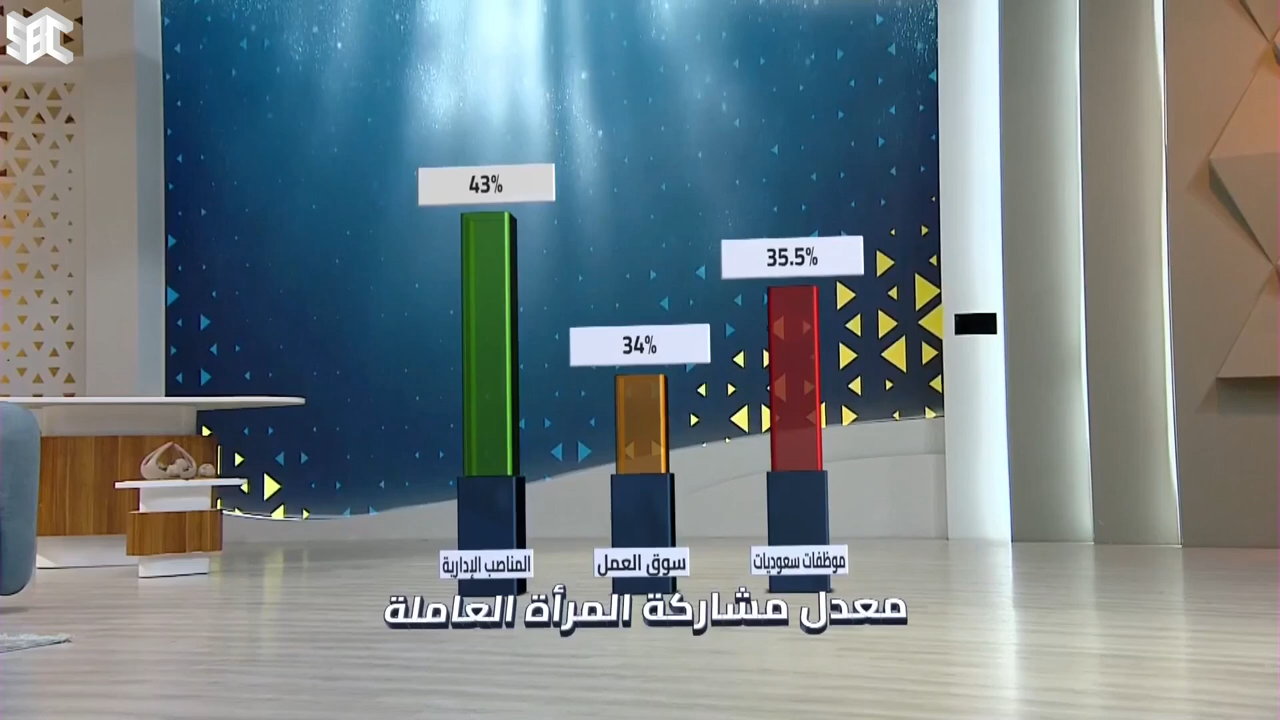 SBC
43%
35.5%
34%
موظفات سعوديات
سوق العمل
المناصب الإدارية
معدل مشاركة المرأة العاملة